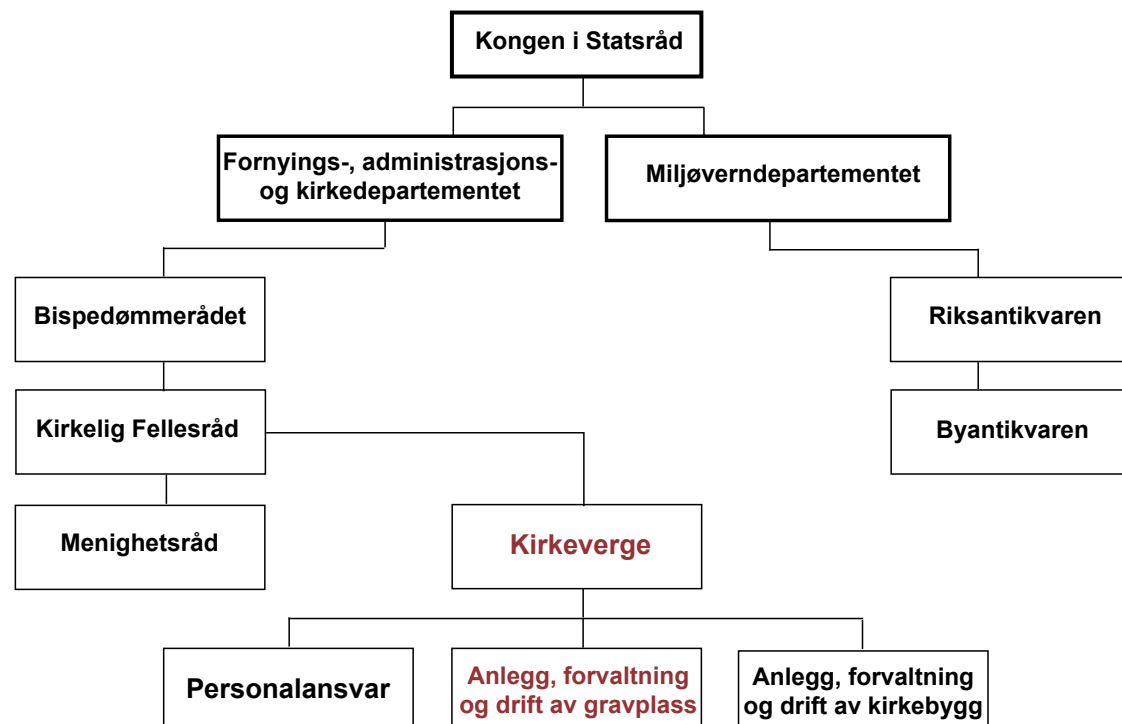 Kongen i Statsråd
Fornyings-, administrasjons-
og kirkedepartementet
Miljøverndepartementet
Bispedømmerådet
Riksantikvaren
Kirkelig Fellesråd
Byantikvaren
Menighetsråd
Kirkeverge
Personalansvar
Anlegg, forvaltning
og drift av gravplass
Anlegg, forvaltning
og drift av kirkebygg